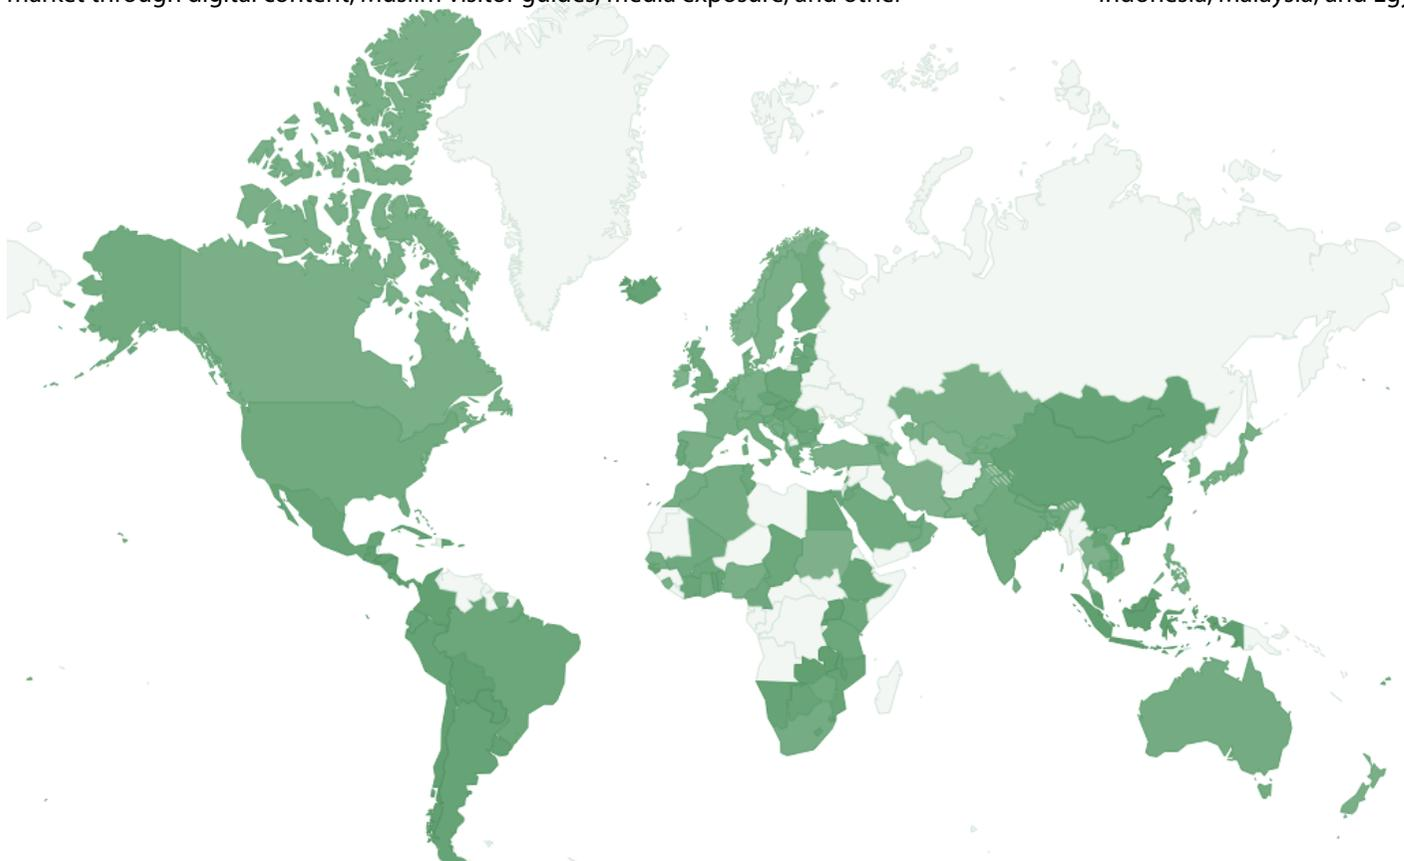 market through digital content, Muslim visitor guides, media exposure, and other
Indonesia, Malaysia, and